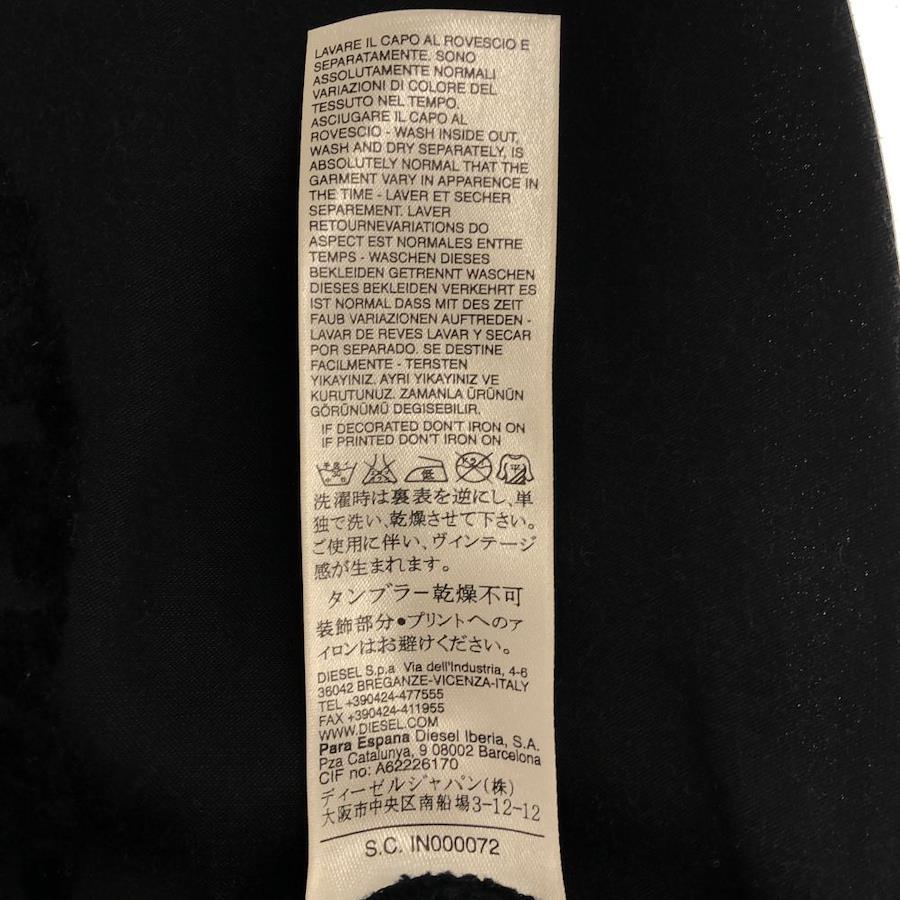 LAVARE IL CAPO AL ROVESCIO E
SEPARATAMENTE. SONO
ASSOLUTAMENTE NORMALI
VARIAZIONI DI COLORE DEL
TESSUTO NEL TEMPO.
ASCIUGARE IL CAPO AL
ROVESCIO - WASH INSIDE OUT,
WASH AND DRY SEPARATELY, IS
ABSOLUTELY NORMAL THAT THE
GARMENT VARY IN APPARENCE IN
THE TIME - LAVER ET SECHER
SEPAREMENT. LAVER
RETOURNEVARIATIONS DO
ASPECT EST NORMALES ENTRE
TEMPS - WASCHEN DIESES
BEKLEIDEN GETRENNT WASCHEN
DIESES BEKLEIDEN VERKEHRT ES
IST NORMAL DASS MIT DES ZEIT
FAUB VARIAZIONEN AUFTREDEN -
LAVAR DE REVES LAVAR Y SECAR
POR SEPARADO. SE DESTINE
FACILMENTE - TERSTEN
YIKAYINIZ. AYRI YIKAYINIZ VE
KURUTUNUZ. ZAMANLA ÜRÜNÜN
GÖRÜNÜMÜ DEGISEBILIR.
IF DECORATED DON'T IRON ON
IF PRINTED DON'T IRON ON
低 平
洗濯時は裏表を逆にし、単
独で洗い、乾燥させて下さい。
ご使用に伴い、ヴィンテージ
感が生まれます。
タンブラー乾燥不可
装飾部分●プリントへのア
イロンはお避けください。
DIESEL S.p.a Via dell'Industria, 4-6
36042 BREGANZE-VICENZA-ITALY
TEL +390424-477555
FAX +390424-411955
WWW.DIESEL.COM
Para Espana Diesel Iberia, S.A.
Pza Catalunya, 9 08002 Barcelona
CIF no: A62226170
ディーゼルジャパン(株)
大阪市中央区南船場3-12-12
S.C. IN000072